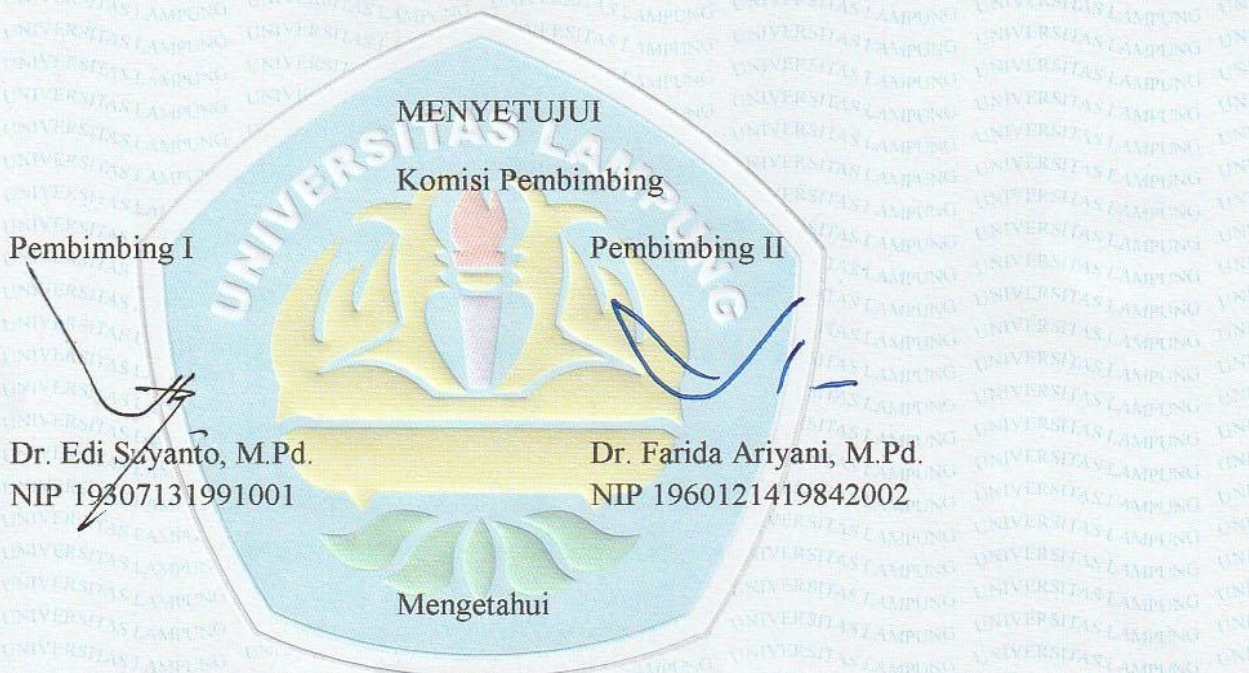 MENYETUJUI
Komisi Pembimbing
Pembimbing I
Pembimbing II
Dr. Edi Suyanto, M.Pd.
NIP 19307131991001
Dr. Farida Ariyani, M.Pd.
NIP 1960121419842002
Mengetahui
UNIVERSITAS LAMPUNG